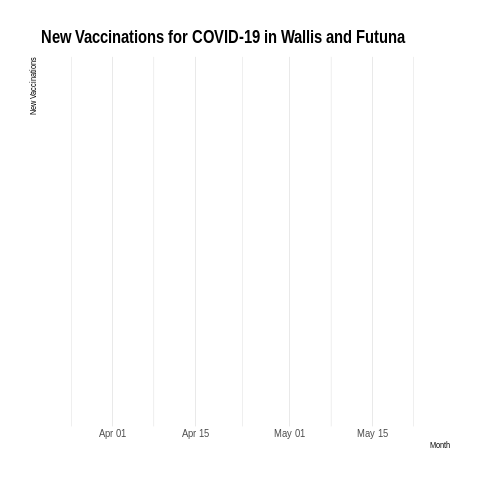 New Vaccinations for COVID-19 in Wallis and Futuna
New Vaccinations
Apr 01
Apr 15
May 01
May 15
Month